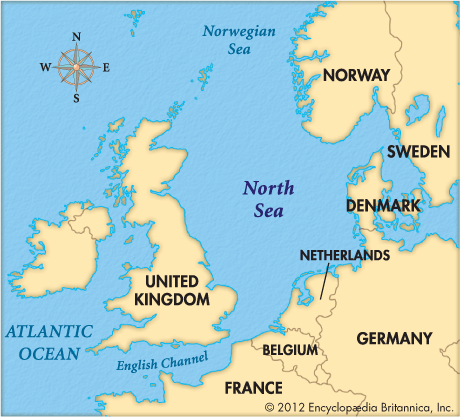 Norwegian
Sea
N
W
E
S
NORWAY
SWEDEN
North
Sea
DENMARK
NETHERLANDS
UNITED
KINGDOM
ATLANTIC
OCEAN
English Channel
BELGIUM
GERMANY
FRANCE
© 2012 Encyclopædia Britannica, Inc.